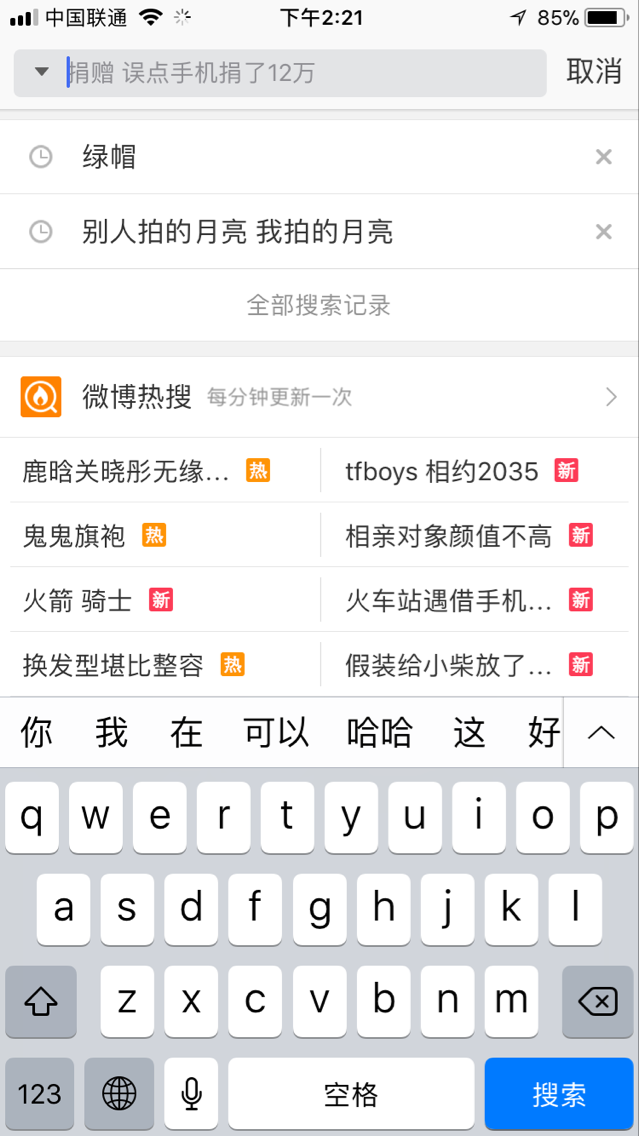 中国联通 下午2:21 85%
捐赠 误点手机捐了12万 取消
绿帽
别人拍的月亮 我拍的月亮
全部搜索记录
微博热搜 每分钟更新一次
鹿晗关晓彤无缘... 热 tfboys 相约2035 新
鬼鬼旗袍 热 相亲对象颜值不高 新
火箭 骑士 新 火车站遇借手机... 新
换发型堪比整容 热 假装给小柴放了... 新
你 我 在 可以 哈哈 这 好
q w e r t y u i o p
a s d f g h j k l
z x c v b n m
123 空格 搜索